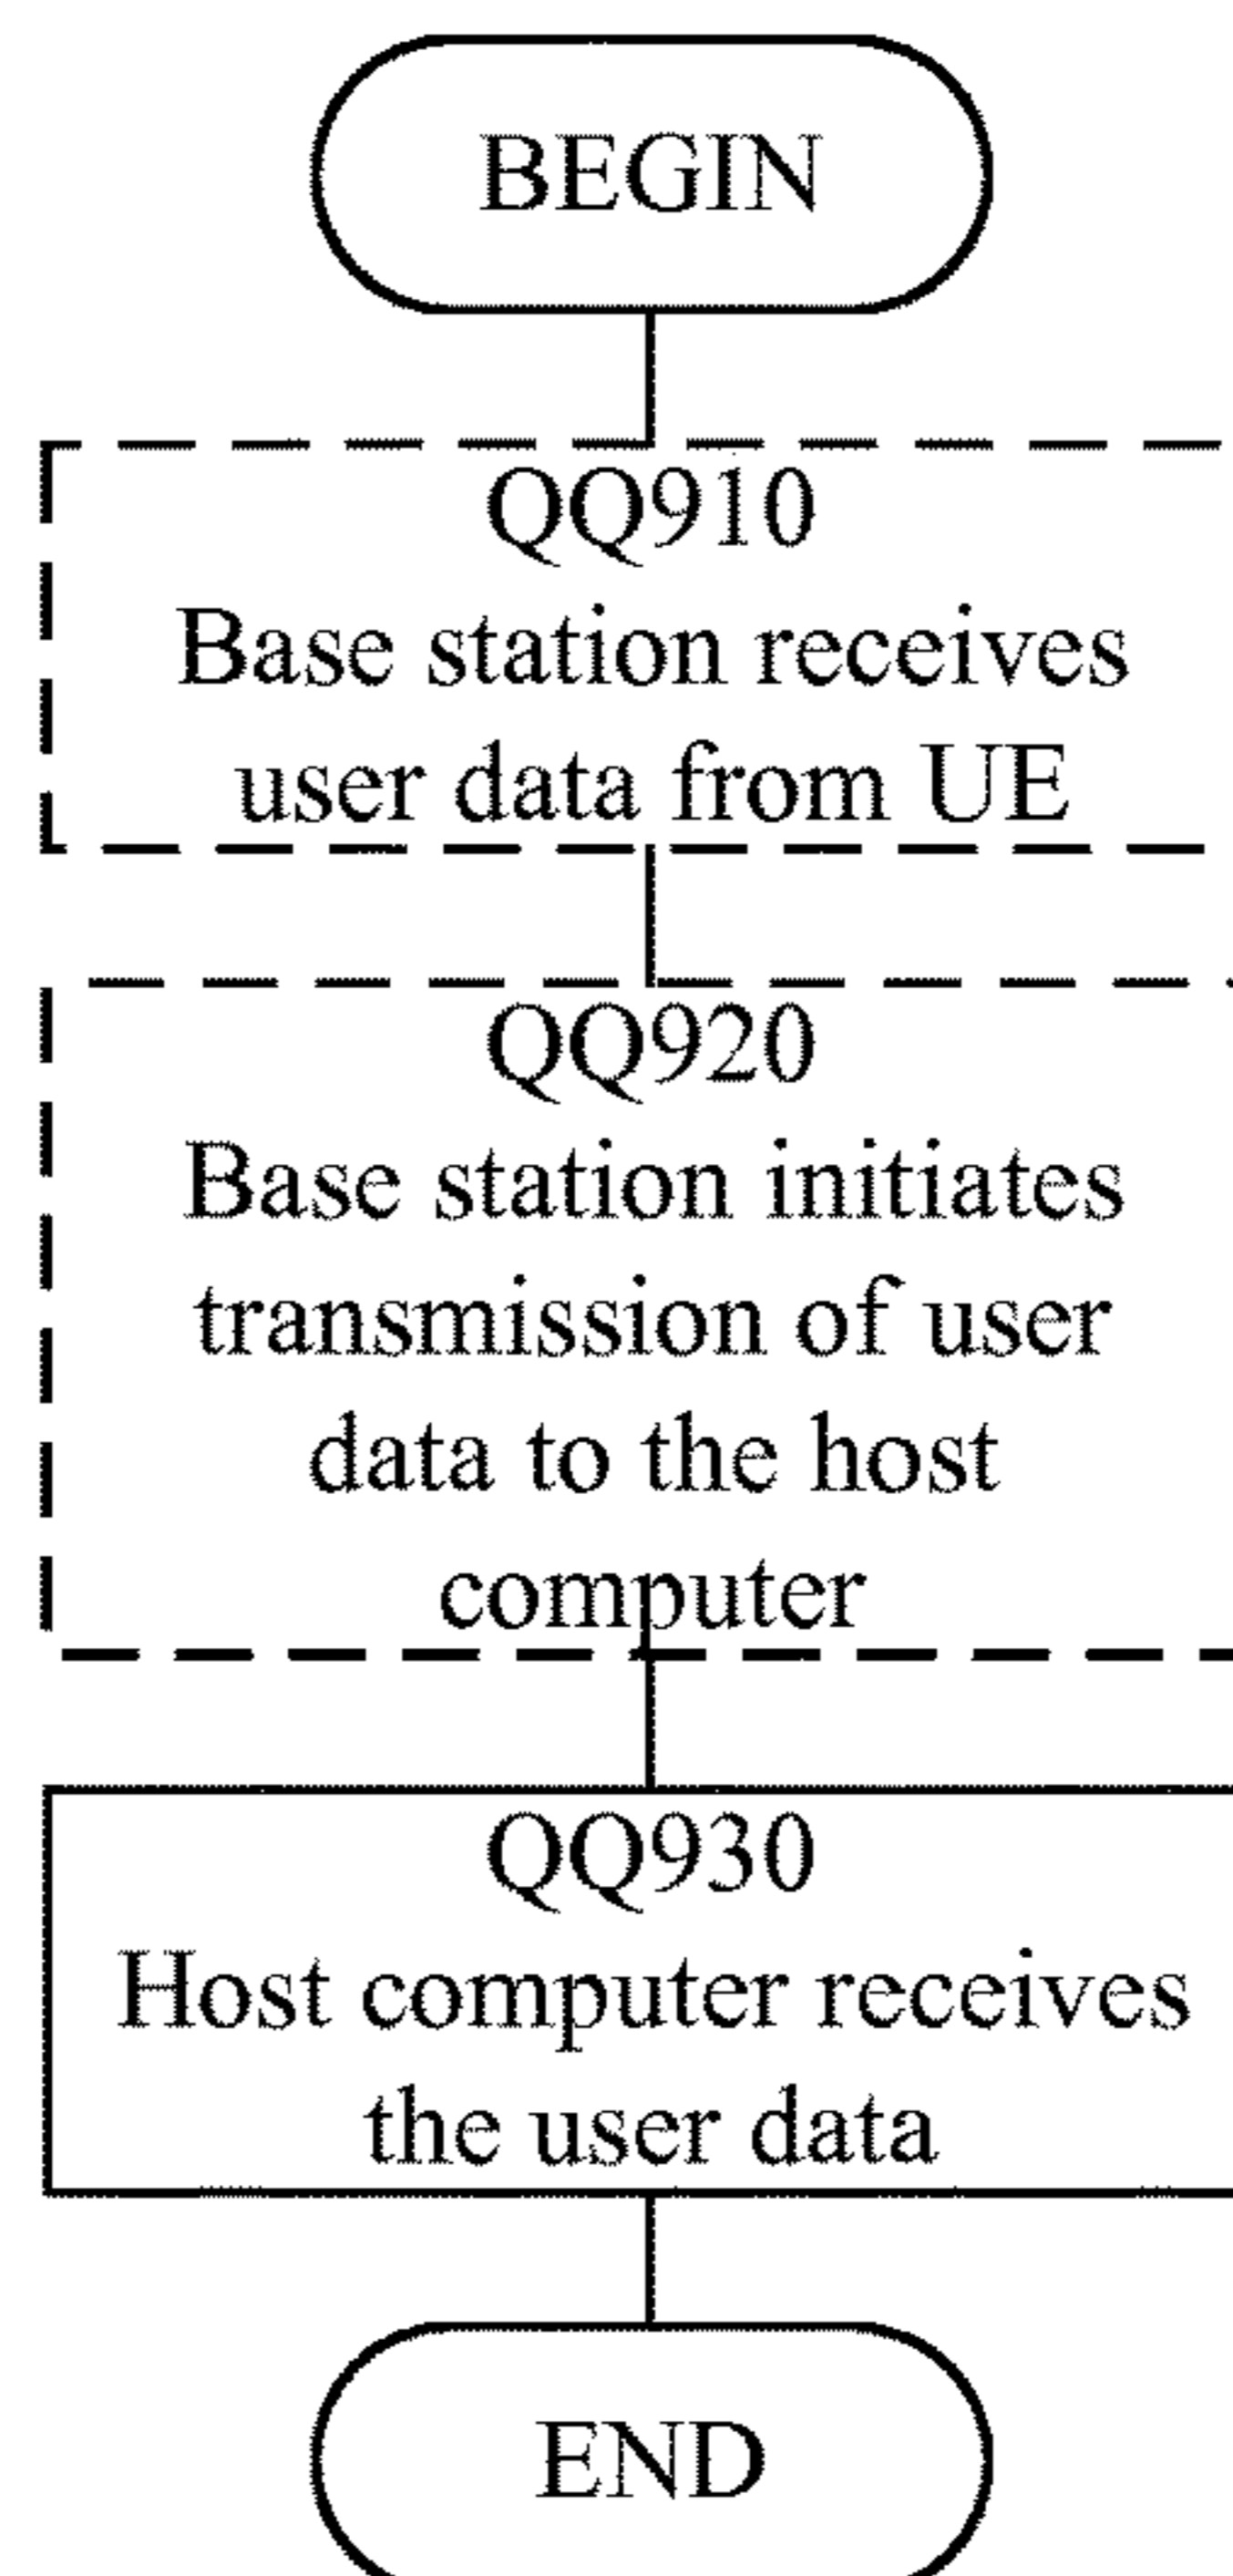 BEGIN
QQ910
Base station receives
user data from UE
QQ920
Base station initiates
transmission of user
data to the host
computer
QQ930
Host computer receives
the user data
END